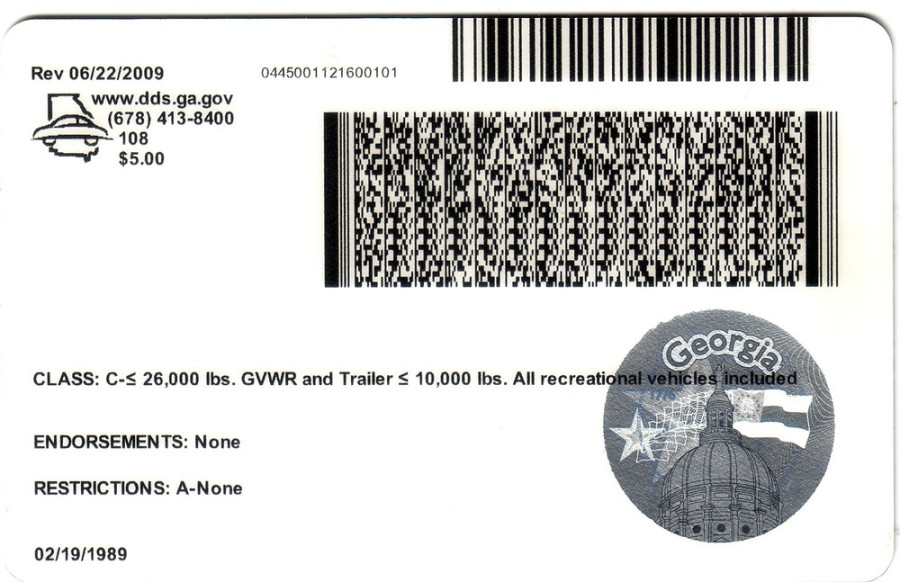 Rev 06/22/2009
0445001121600101
www.dds.ga.gov
(678) 413-8400
108
$5.00
Georgia
CLASS: C-≤ 26,000 lbs. GVWR and Trailer ≤ 10,000 lbs. All recreational vehicles included
1776
ENDORSEMENTS: None
RESTRICTIONS: A-None
02/19/1989